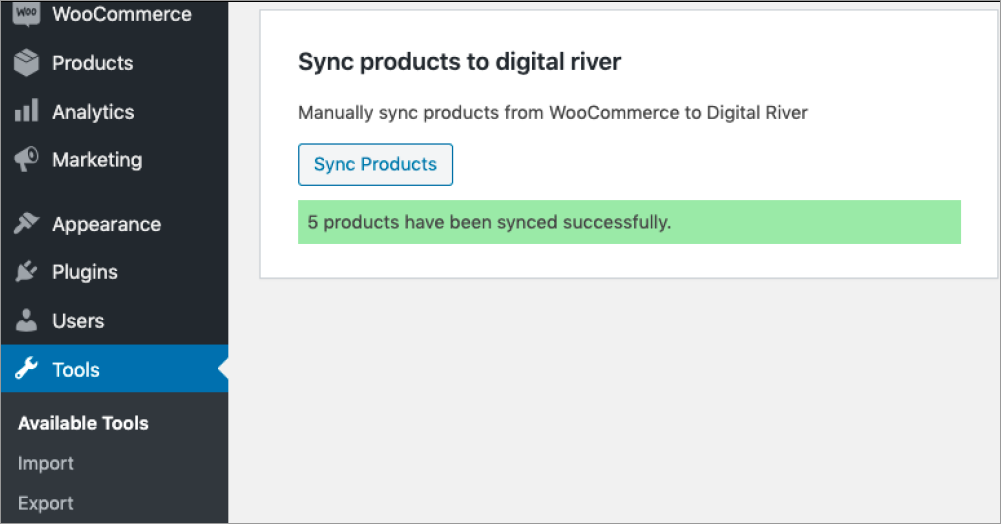 Woo
WooCommerce
Products
Analytics
Marketing
Appearance
Plugins
Users
Tools
Available Tools
Import
Export
Sync products to digital river
Manually sync products from WooCommerce to Digital River
Sync Products
5 products have been synced successfully.